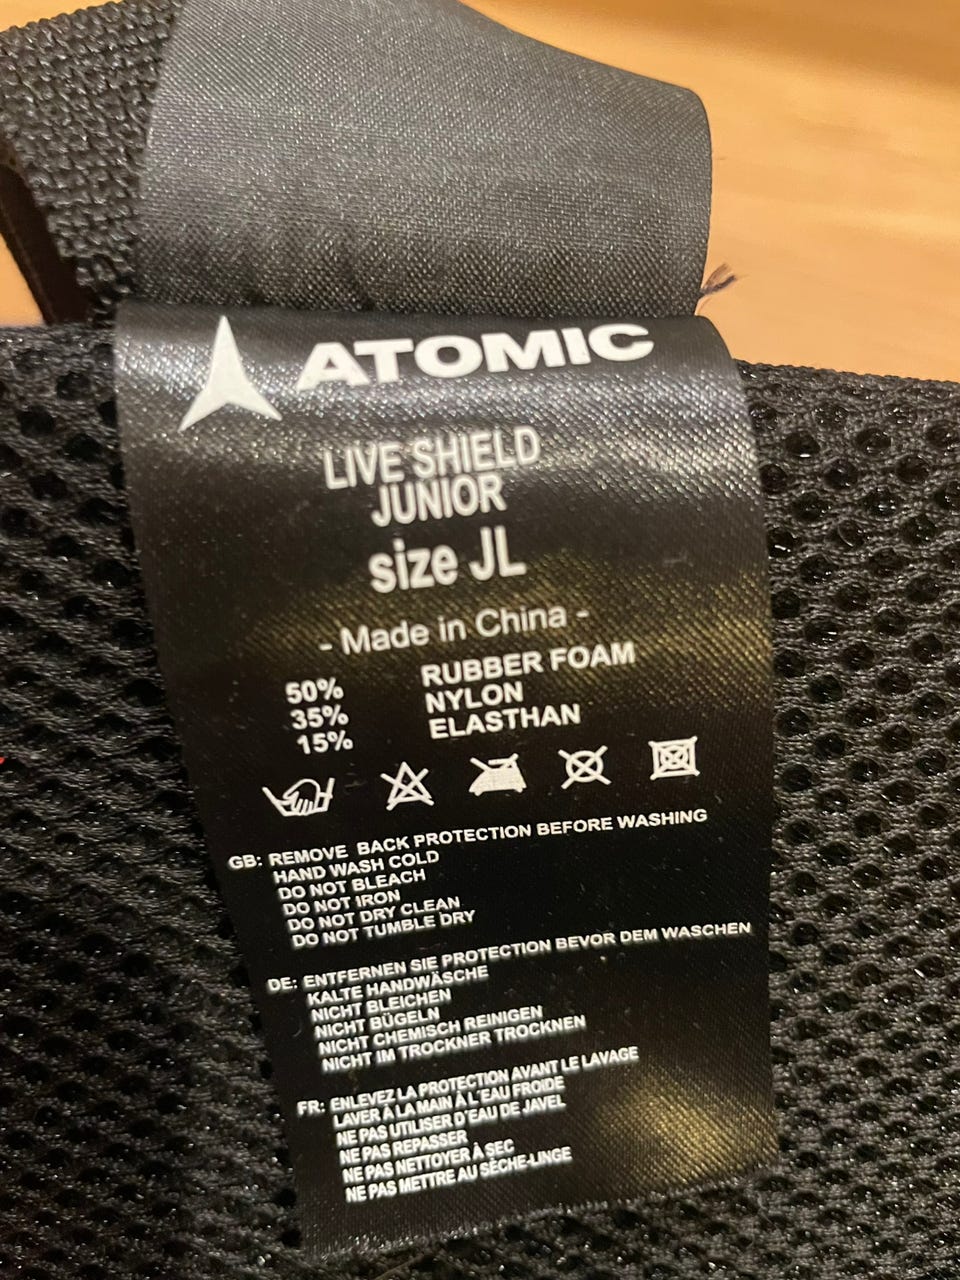 ATOMIC
LIVE SHIELD
JUNIOR
size JL
- Made in China -
50% RUBBER FOAM
35% NYLON
15% ELASTHAN
GB: REMOVE BACK PROTECTION BEFORE WASHING
HAND WASH COLD
DO NOT BLEACH
DO NOT IRON
DO NOT DRY CLEAN
DO NOT TUMBLE DRY
DE: ENTFERNEN SIE PROTECTION BEVOR DEM WASCHEN
KALTE HANDWÄSCHE
NICHT BLEICHEN
NICHT BÜGELN
NICHT CHEMISCH REINIGEN
NICHT IM TROCKNER TROCKNEN
FR: ENLEVEZ LA PROTECTION AVANT LE LAVAGE
LAVER À LA MAIN À L'EAU FROIDE
NE PAS UTILISER D'EAU DE JAVEL
NE PAS REPASSER
NE PAS NETTOYER À SEC
NE PAS METTRE AU SÈCHE-LINGE